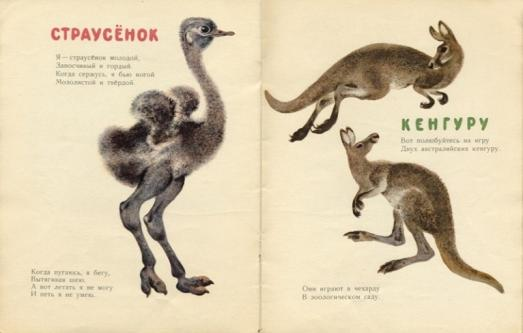 СТРАУСЁНОК
Я — страусёнок молодой,
Заносчивый и гордый.
Когда сержусь, я бью ногой
Мозолистой и твёрдой.
Когда пугаюсь, я бегу,
Вытягивая шею.
А вот летать я не могу
И петь я не умею.
КЕНГУРУ
Вот полюбуйтесь на игру
Двух австралийских кенгуру.
Они играют в чехарду
В зоологическом саду.